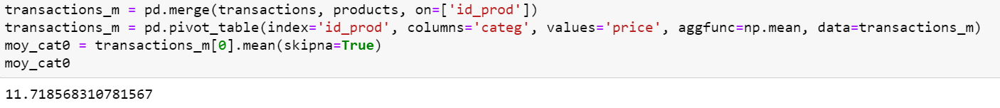 transactions_m = pd.merge(transactions, products, on=['id_prod'])
transactions_m = pd.pivot_table(index='id_prod', columns='categ', values='price', aggfunc=np.mean, data=transactions_m)
moy_cat0 = transactions_m[0].mean(skipna=True)
moy_cat0
11.718568310781567